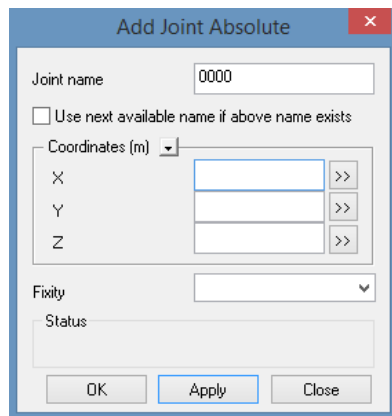 Add Joint Absolute
Joint name 0000
Use next available name if above name exists
Coordinates (m)
X >>
Y >>
Z >>
Fixity
Status
OK Apply Close